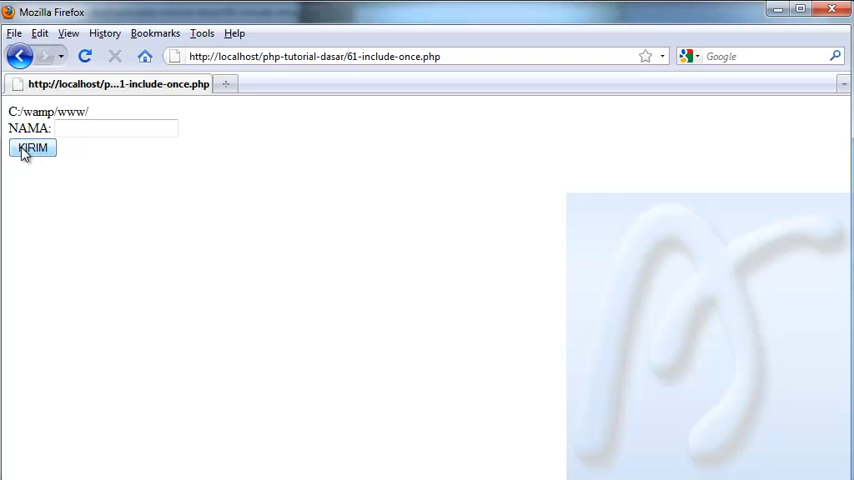 Mozilla Firefox
File Edit View History Bookmarks Tools Help
http://localhost/php-tutorial-dasar/61-include-once.php
Google
http://localhost/p...1-include-once.php
C:/wamp/www/
NAMA:
KIRIM